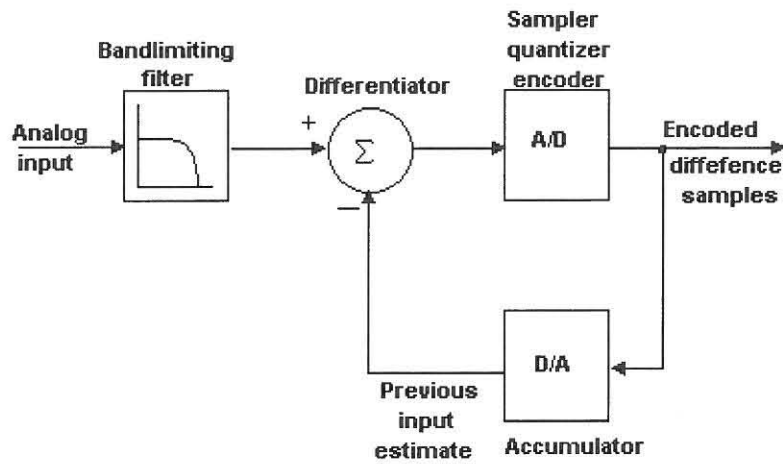 Sampler
quantizer
encoder
Bandlimiting
filter
Differentiator
Analog
input
+
Σ
A/D
Encoded
diffefence
samples
—
D/A
Previous
input
estimate
Accumulator